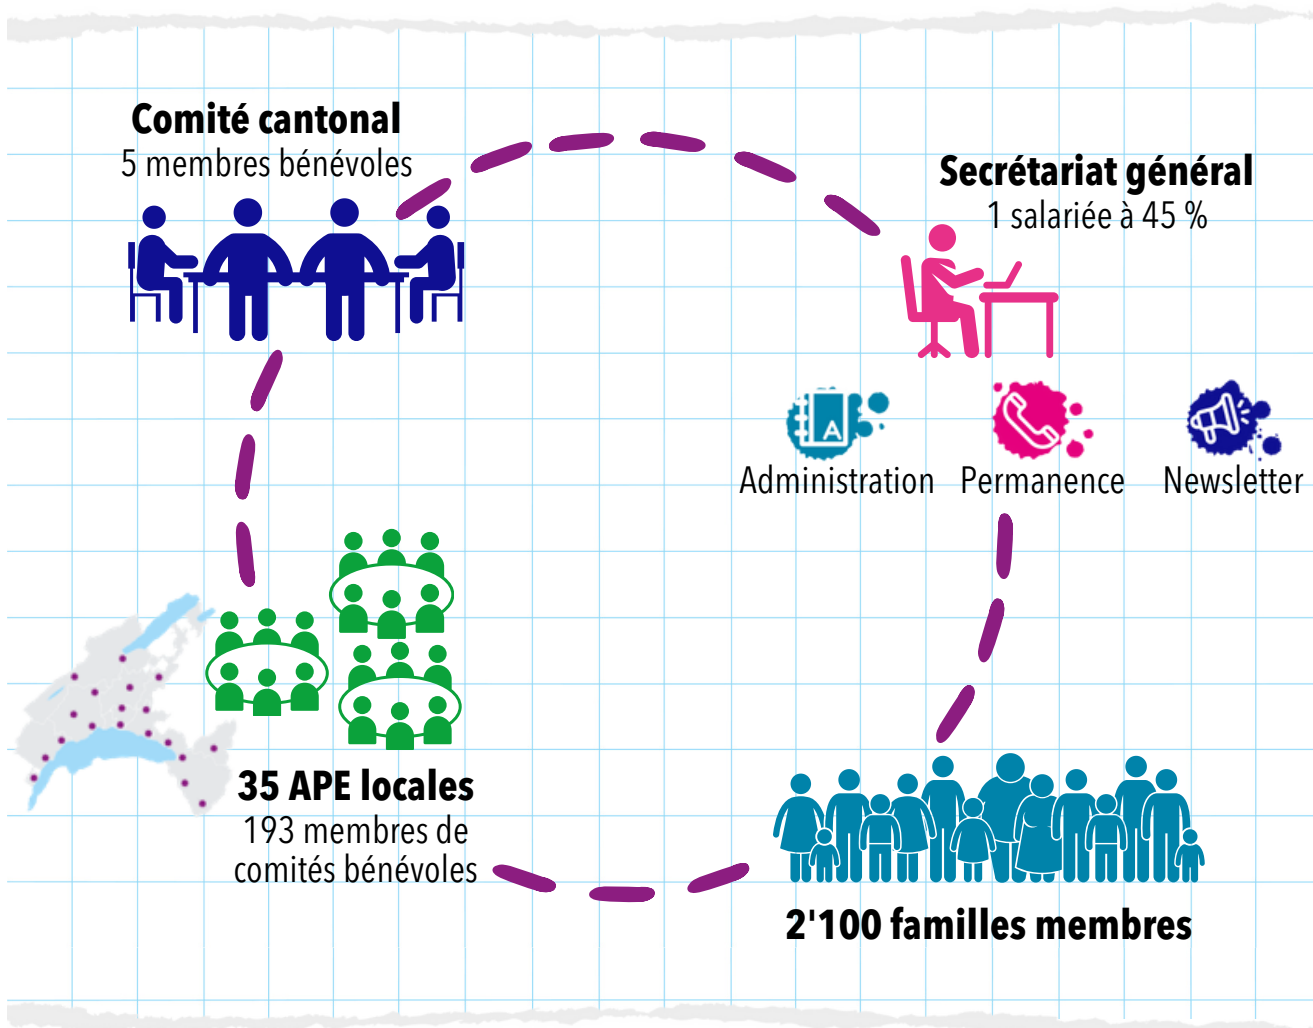 Comité cantonal
5 membres bénévoles
Secrétariat général
1 salariée à 45 %
A
Administration
Permanence
Newsletter
35 APE locales
193 membres de
comités bénévoles
2'100 familles membres